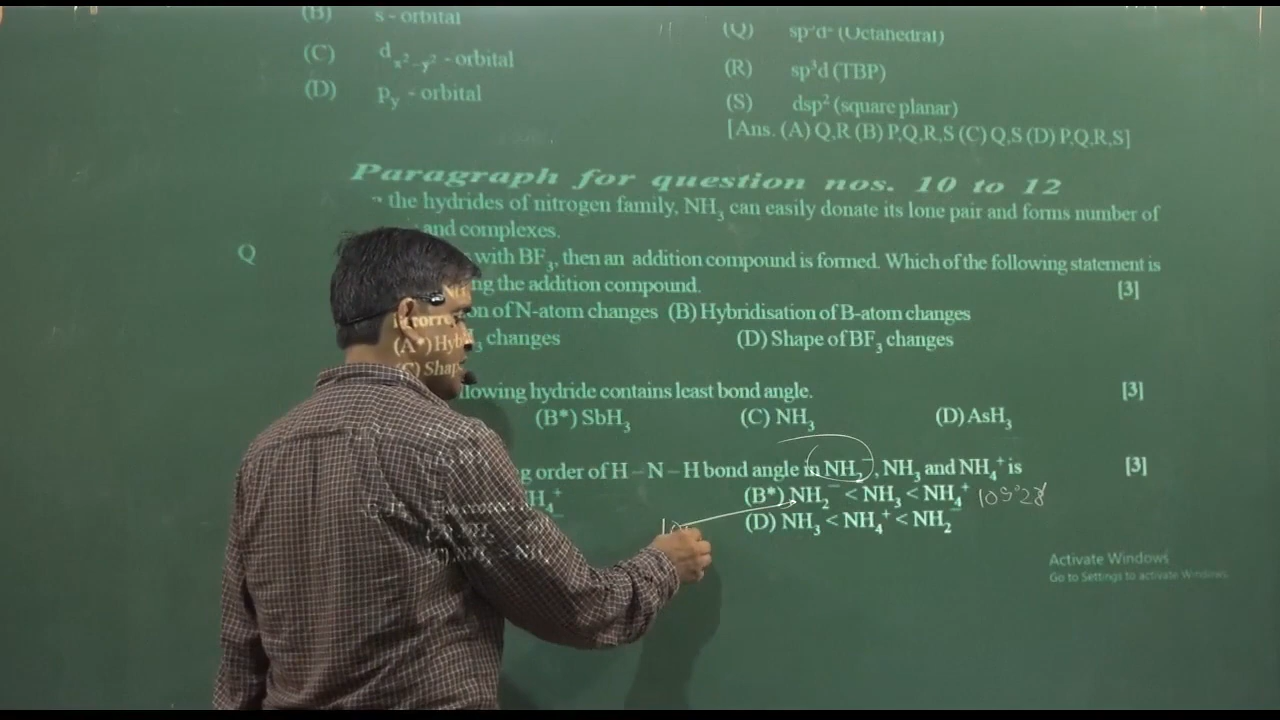 (B) s - orbital
(Q) sp³d² (Octahedral)
(C) dx²-y² - orbital
(R) sp³d (TBP)
(D) py - orbital
(S) dsp² (square planar)
[Ans. (A) Q,R (B) P,Q,R,S (C) Q,S (D) P,Q,R,S]
Paragraph for question nos. 10 to 12
the hydrides of nitrogen family, NH₃ can easily donate its lone pair and forms number of
and complexes.
Q
with BF₃, then an addition compound is formed. Which of the following statement is
the addition compound. [3]
(A*) of N-atom changes (B) Hybridisation of B-atom changes
(C) changes (D) Shape of BF₃ changes
hydride contains least bond angle. [3]
(B*) SbH₃ (C) NH₃ (D) AsH₃
order of H – N – H bond angle in NH₂⁻, NH₃ and NH₄⁺ is [3]
(B*) NH₂⁻ < NH₃ < NH₄⁺ 109°28'
(D) NH₃ < NH₄⁺ < NH₂⁻
Activate Windows
Go to Settings to activate Windows.